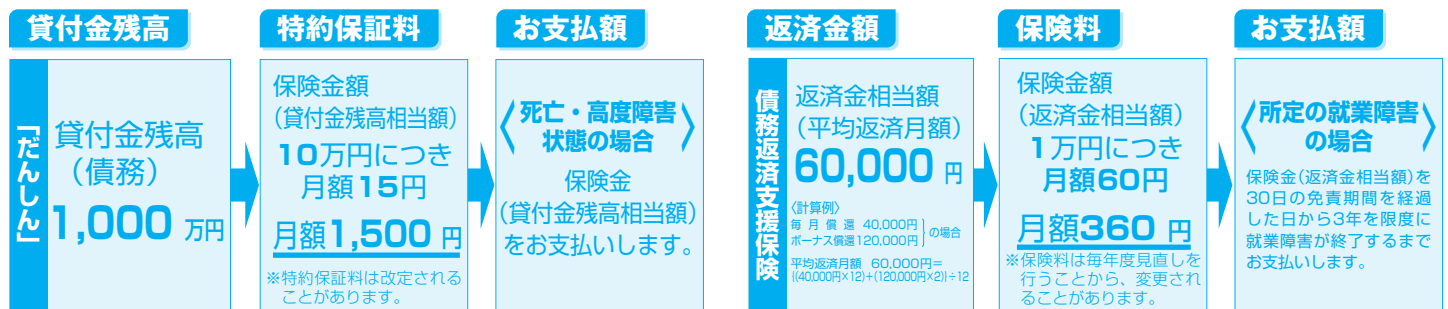 貸付金残高
「だんしん」
貸付金残高
(債務)
1,000 万円
特約保証料
保険金額
(貸付金残高相当額)
10万円につき
月額15円
月額1,500 円
※特約保証料は改定される
ことがあります。
お支払額
〈死亡・高度障害
状態の場合〉
保険金
(貸付金残高相当額)
をお支払いします。
返済金額
債務返済支援保険
返済金相当額
(平均返済月額)
60,000 円
〈計算例〉
毎月償還 40,000円
ボーナス償還120,000円}の場合
平均返済月額 60,000円=
{(40,000円×12)+(120,000円×2)}÷12
保険料
保険金額
(返済金相当額)
1万円につき
月額60円
月額360 円
※保険料は毎年度見直しを
行うことから、変更され
ることがあります。
お支払額
〈所定の就業障害
の場合〉
保険金(返済金相当額)を
30日の免責期間を経過
した日から3年を限度に
就業障害が終了するまで
お支払いします。